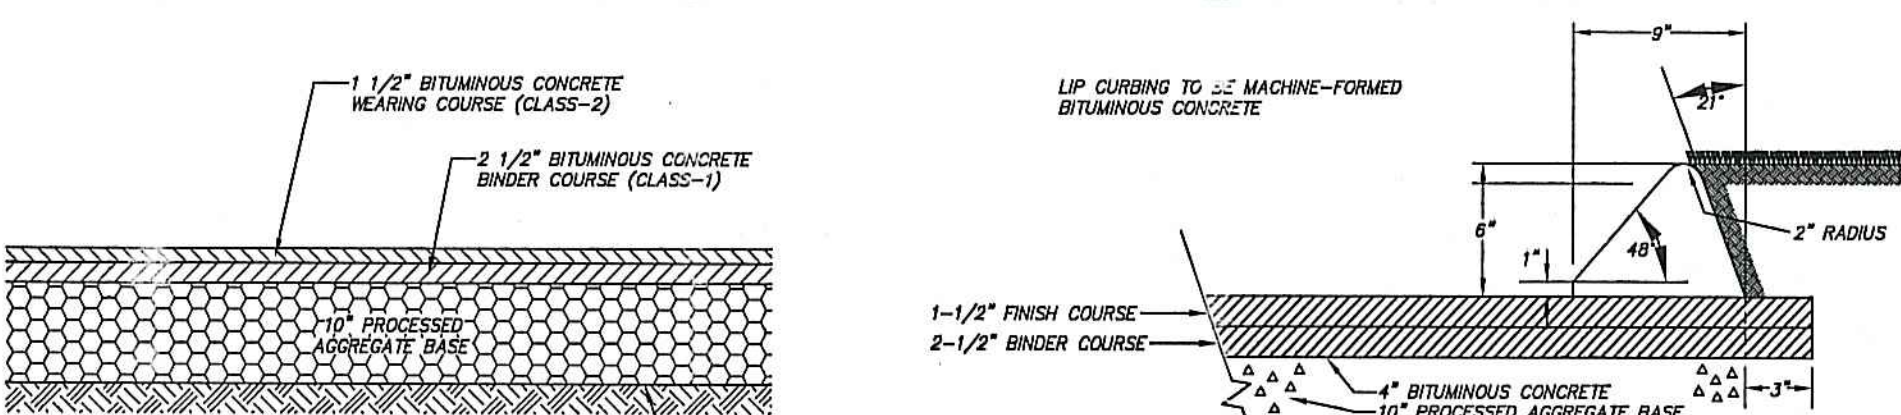 1 1/2" BITUMINOUS CONCRETE
WEARING COURSE (CLASS-2)
2 1/2" BITUMINOUS CONCRETE
BINDER COURSE (CLASS-1)
10" PROCESSED
AGGREGATE BASE
LIP CURBING TO BE MACHINE-FORMED
BITUMINOUS CONCRETE
9"
21°
6"
1"
48°
2" RADIUS
1-1/2" FINISH COURSE
2-1/2" BINDER COURSE
4" BITUMINOUS CONCRETE
10" PROCESSED AGGREGATE BASE
3"